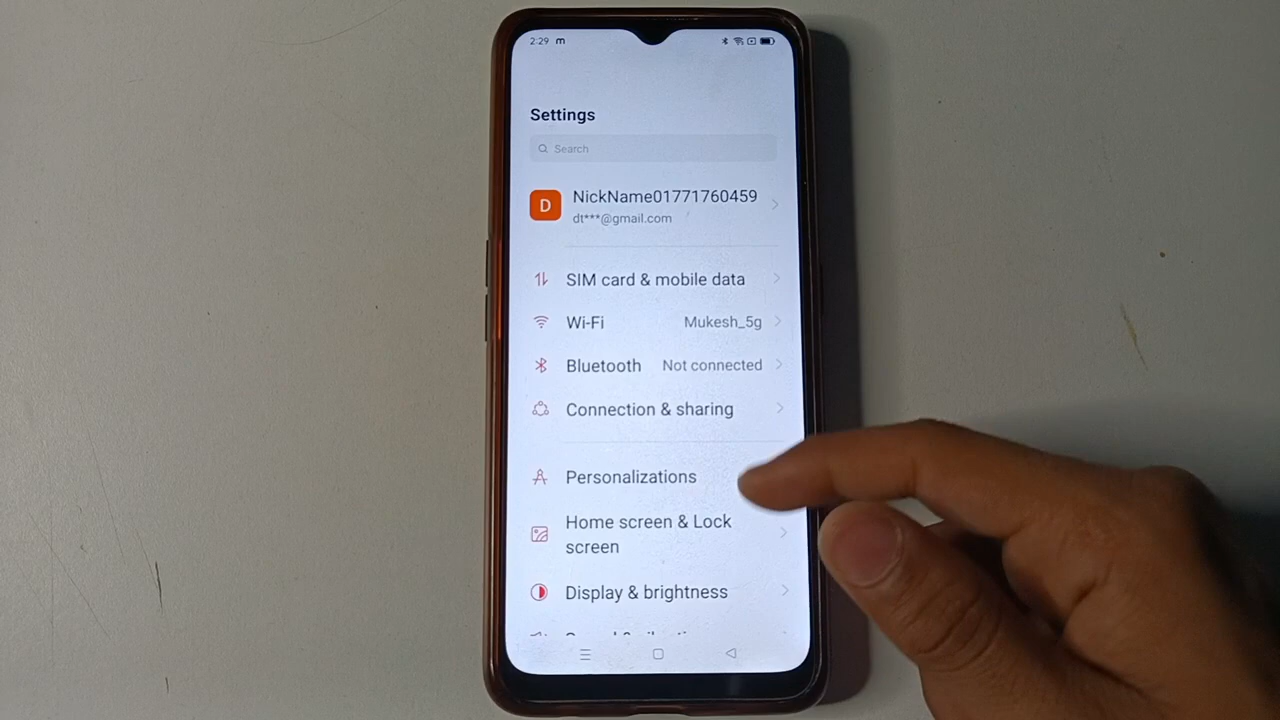 2:29 m
Settings
Search
D
NickName01771760459
dt***@gmail.com
SIM card & mobile data
Wi-Fi Mukesh_5g
Bluetooth Not connected
Connection & sharing
Personalizations
Home screen & Lock
screen
Display & brightness